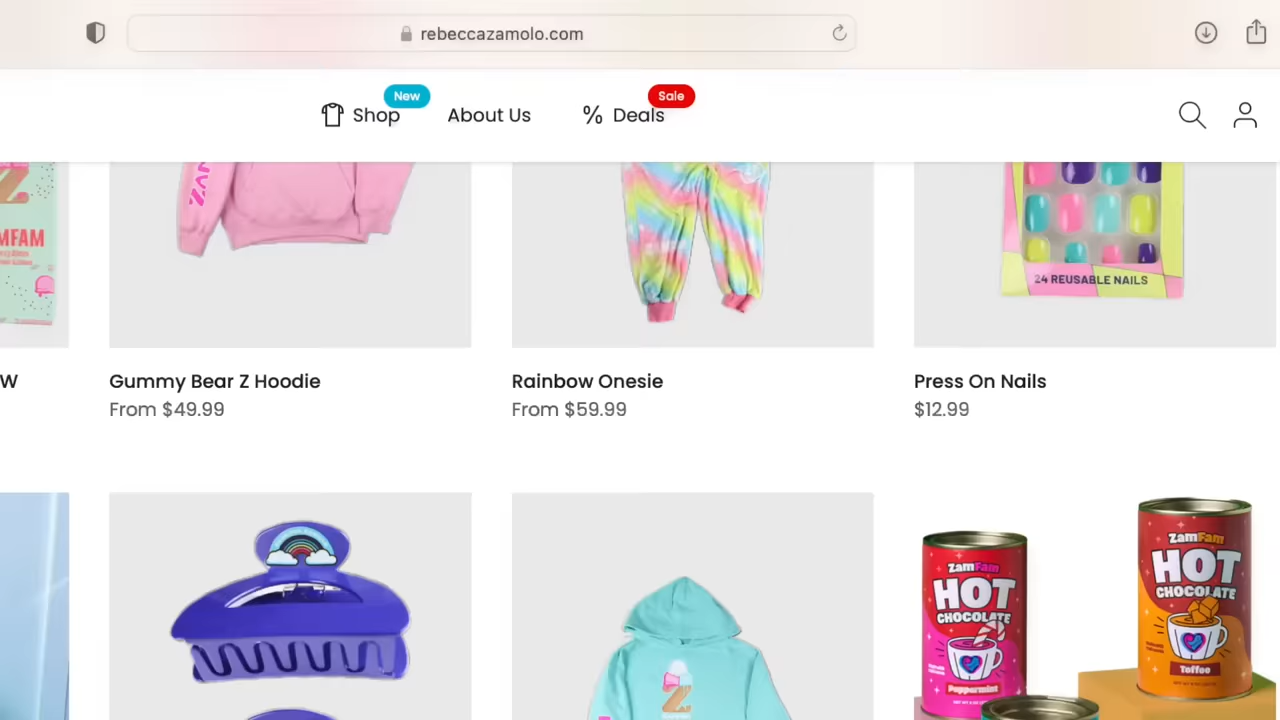 rebeccazamolo.com
New
Sale
Shop
About Us
% Deals
Z
MFAM
24 REUSABLE NAILS
W
Gummy Bear Z Hoodie
Rainbow Onesie
Press On Nails
From $49.99
From $59.99
$12.99
ZamFam
HOT
CHOCOLATE
Peppermint
ZamFam
HOT
CHOCOLATE
Toffee
Z